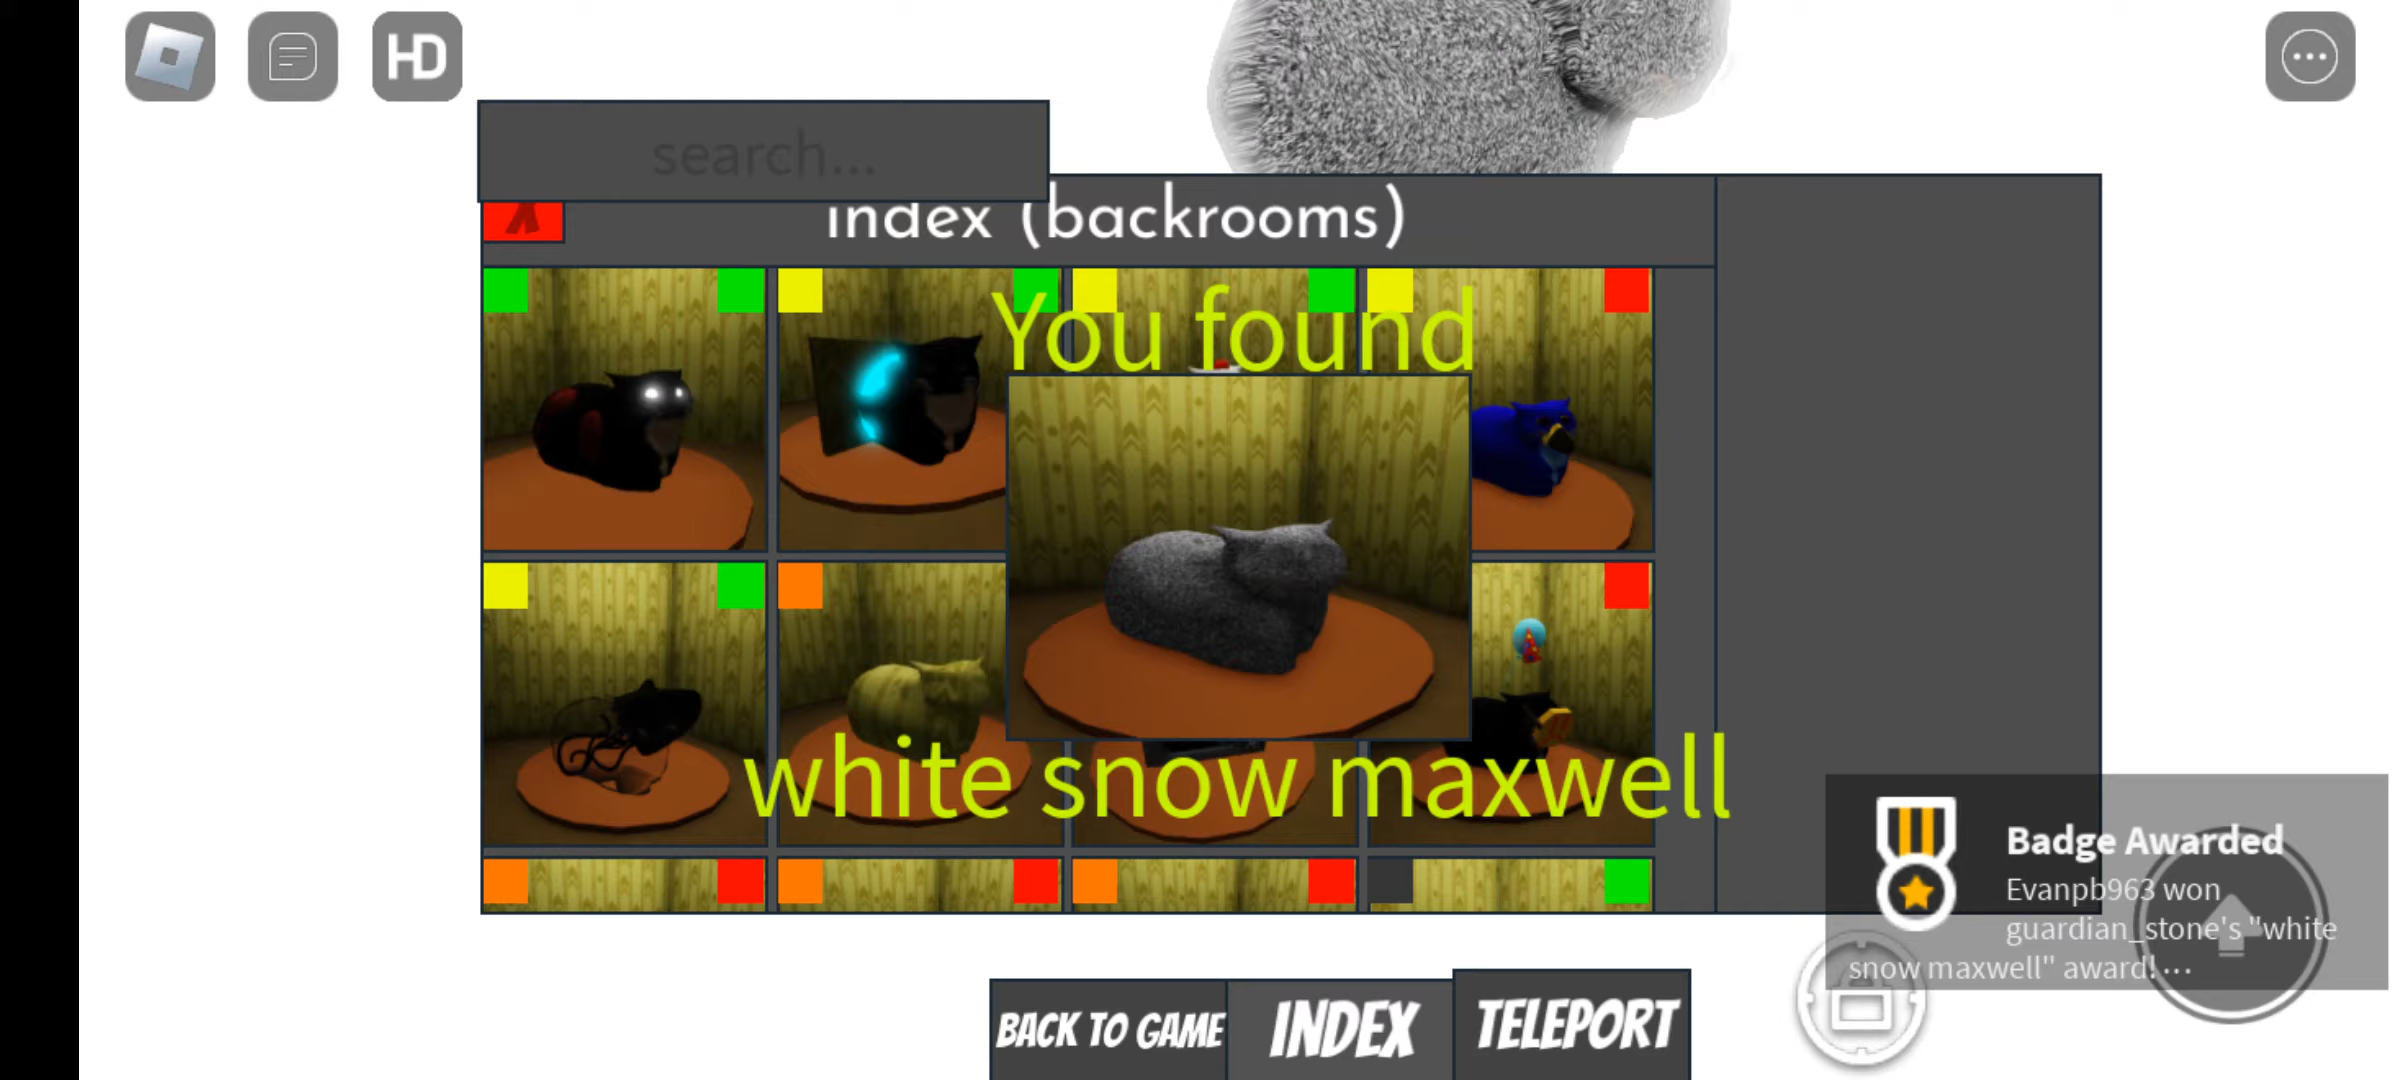 HD
search...
index (backrooms)
X
You found
white snow maxwell
Badge Awarded
Evanpb963 won
guardian_stone's "white
snow maxwell" award!...
BACK TO GAME
INDEX
TELEPORT